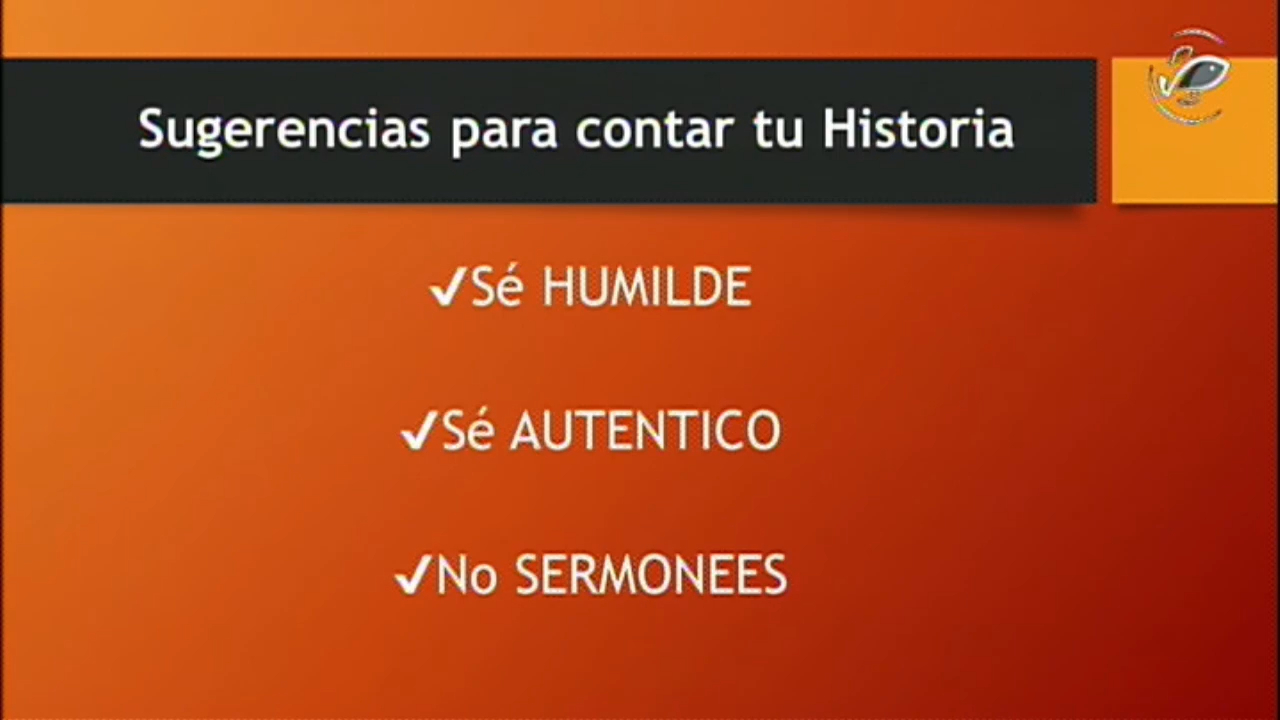 Sugerencias para contar tu Historia
✓Sé HUMILDE
✓Sé AUTENTICO
✓No SERMONEES